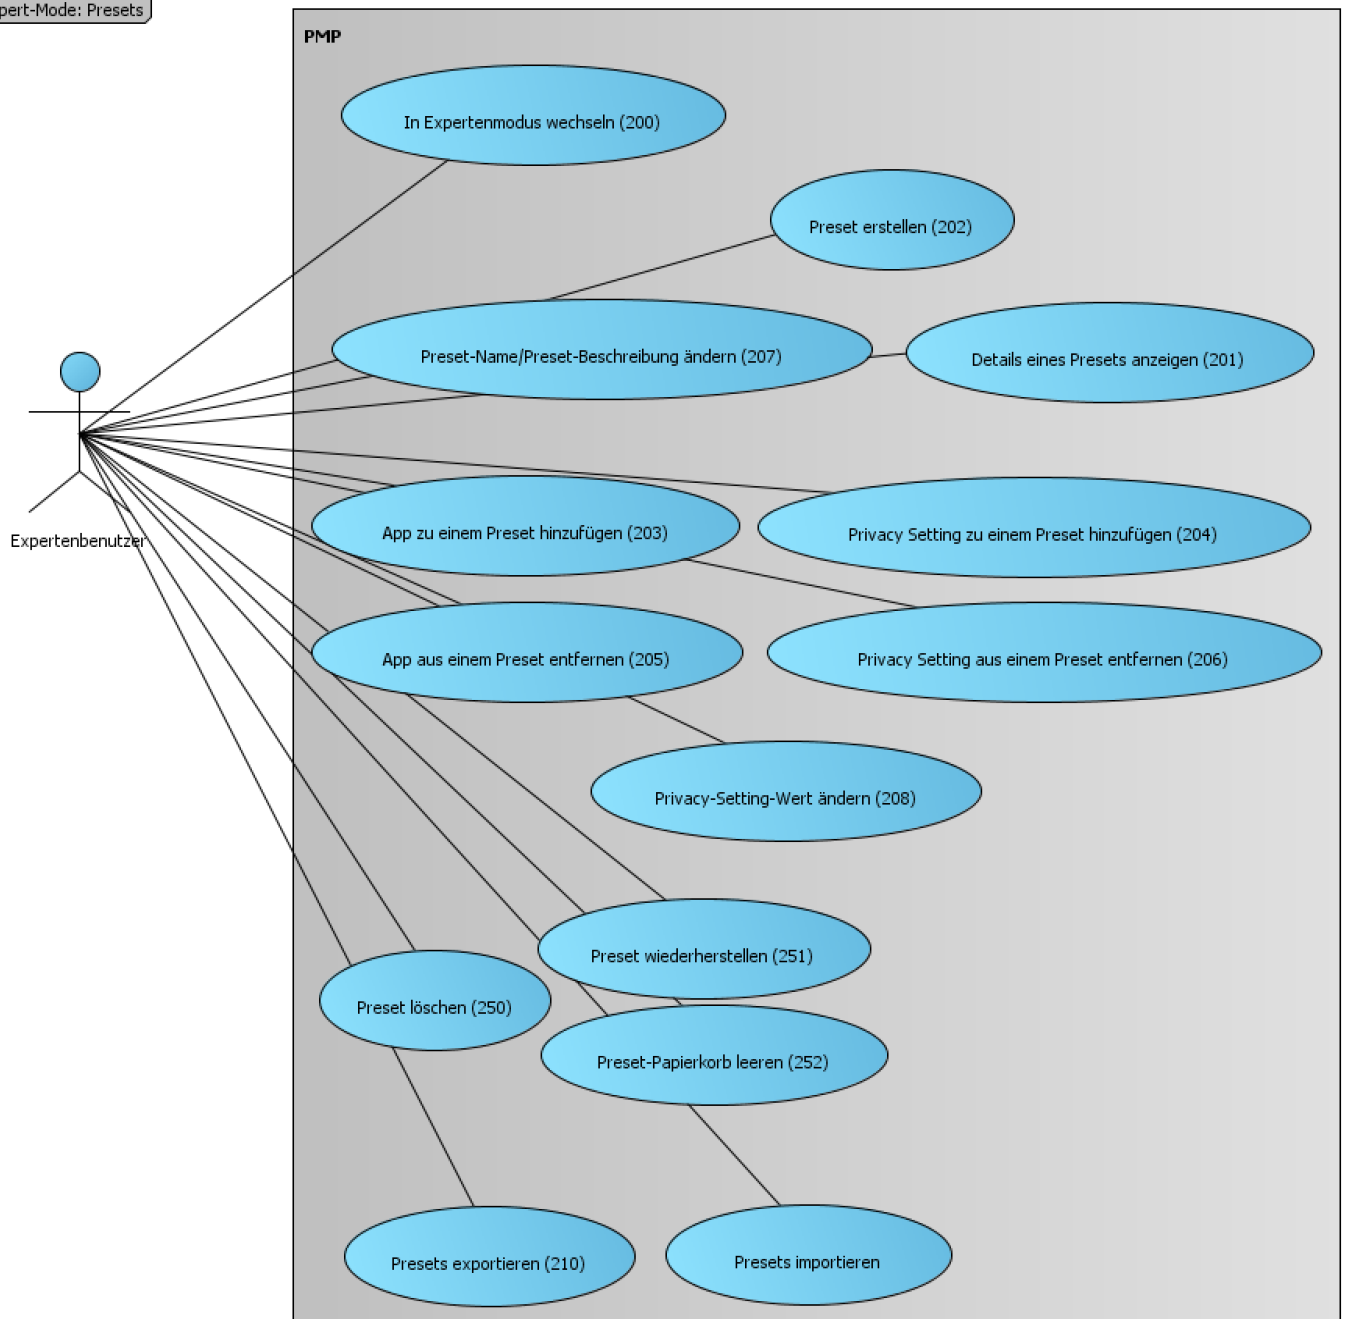 pert-Mode: Presets
PMP
In Expertenmodus wechseln (200)
Preset erstellen (202)
Preset-Name/Preset-Beschreibung ändern (207)
Details eines Presets anzeigen (201)
Expertenbenutzer
App zu einem Preset hinzufügen (203)
Privacy Setting zu einem Preset hinzufügen (204)
App aus einem Preset entfernen (205)
Privacy Setting aus einem Preset entfernen (206)
Privacy-Setting-Wert ändern (208)
Preset wiederherstellen (251)
Preset löschen (250)
Preset-Papierkorb leeren (252)
Presets exportieren (210)
Presets importieren